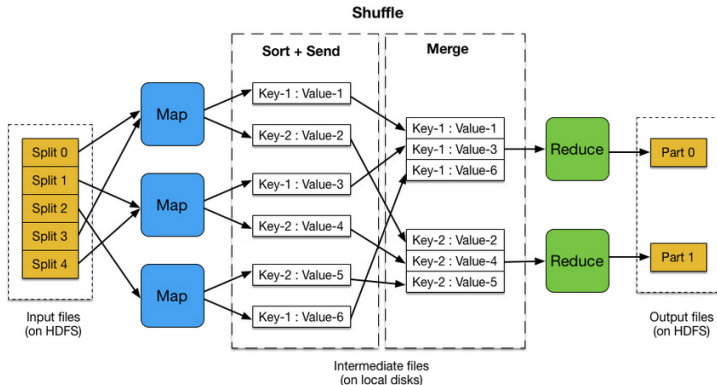 Shuffle
Sort + Send
Merge
Split 0
Split 1
Split 2
Split 3
Split 4
Input files
(on HDFS)
Map
Map
Map
Key-1 : Value-1
Key-2 : Value-2
Key-1 : Value-3
Key-2 : Value-4
Key-2 : Value-5
Key-1 : Value-6
Key-1 : Value-1
Key-1 : Value-3
Key-1 : Value-6
Key-2 : Value-2
Key-2 : Value-4
Key-2 : Value-5
Intermediate files
(on local disks)
Reduce
Reduce
Part 0
Part 1
Output files
(on HDFS)